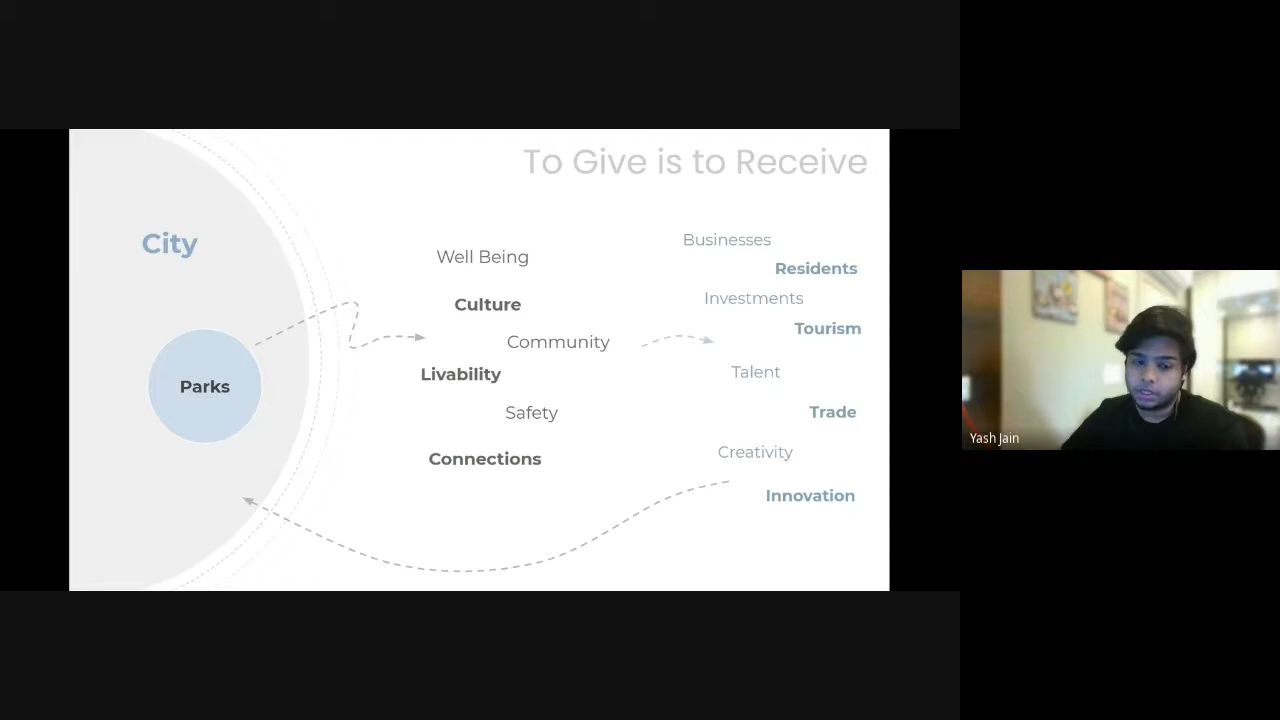 To Give is to Receive
City
Parks
Well Being
Culture
Community
Livability
Safety
Connections
Businesses
Residents
Investments
Tourism
Talent
Trade
Creativity
Innovation
Yash Jain